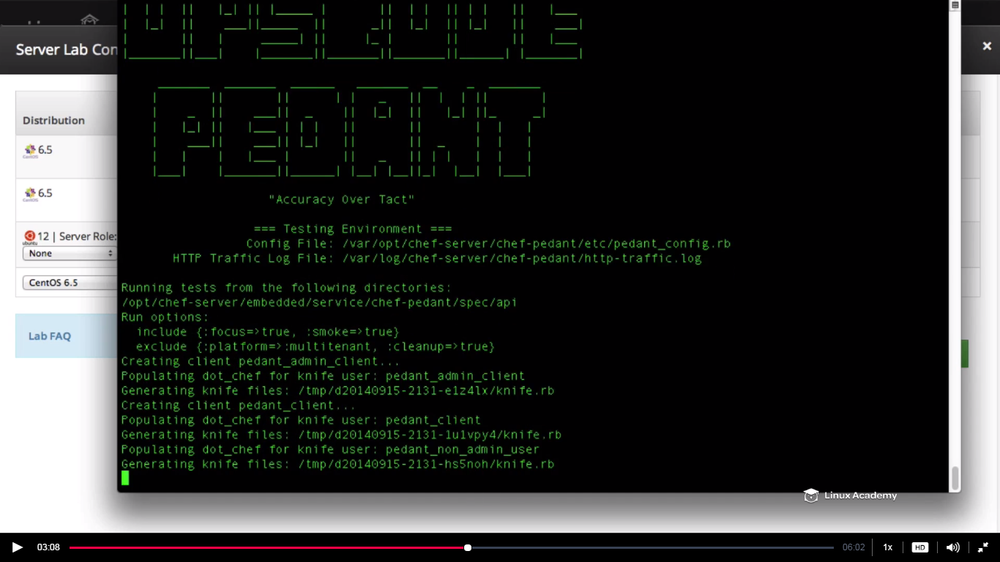 Server Lab Con
Distribution
6.5
6.5
12 | Server Role:
None
CentOS 6.5
Lab FAQ
OPSCODE
PEDANT
"Accuracy Over Tact"
=== Testing Environment ===
Config File: /var/opt/chef-server/chef-pedant/etc/pedant_config.rb
HTTP Traffic Log File: /var/log/chef-server/chef-pedant/http-traffic.log
Running tests from the following directories:
/opt/chef-server/embedded/service/chef-pedant/spec/api
Run options:
include {:focus=>true, :smoke=>true}
exclude {:platform=>:multitenant, :cleanup=>true}
Creating client pedant_admin_client...
Populating dot_chef for knife user: pedant_admin_client
Generating knife files: /tmp/d20140915-2131-e1z4lx/knife.rb
Creating client pedant_client...
Populating dot_chef for knife user: pedant_client
Generating knife files: /tmp/d20140915-2131-1u1vpy4/knife.rb
Populating dot_chef for knife user: pedant_non_admin_user
Generating knife files: /tmp/d20140915-2131-hs5noh/knife.rb
Linux Academy
03:08
06:02
1x
HD